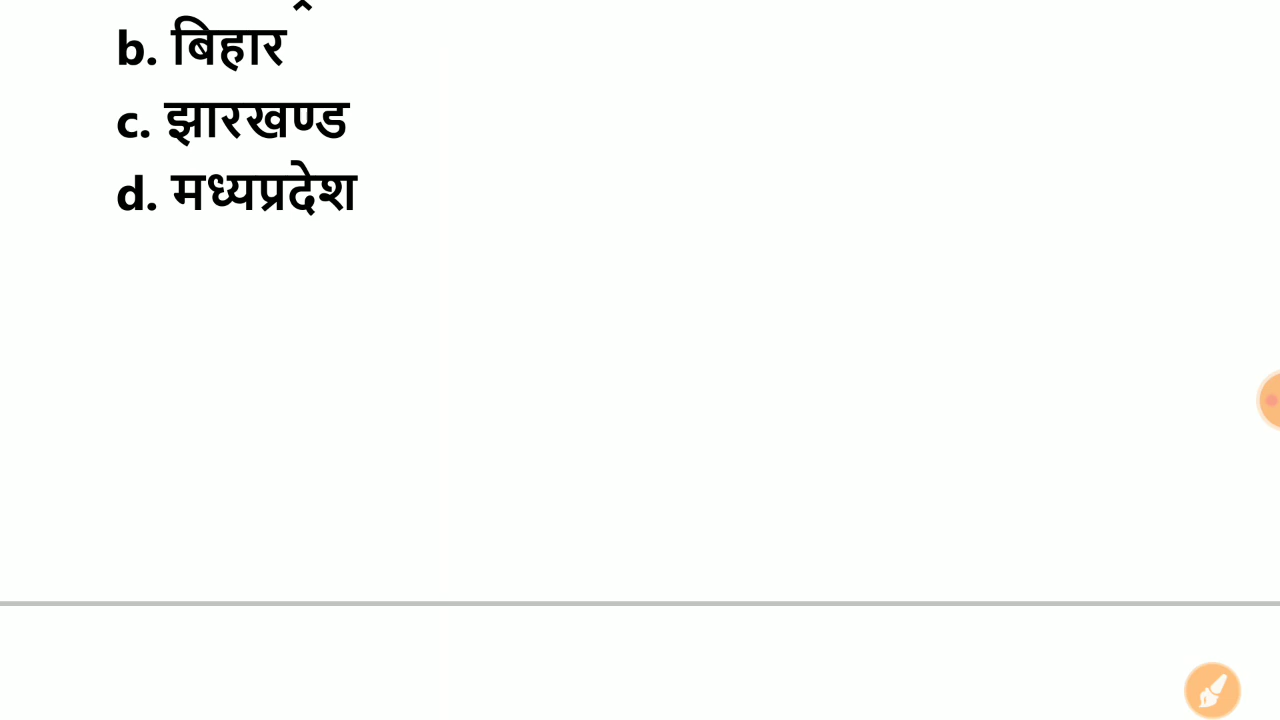 b. बिहार
c. झारखण्ड
d. मध्यप्रदेश